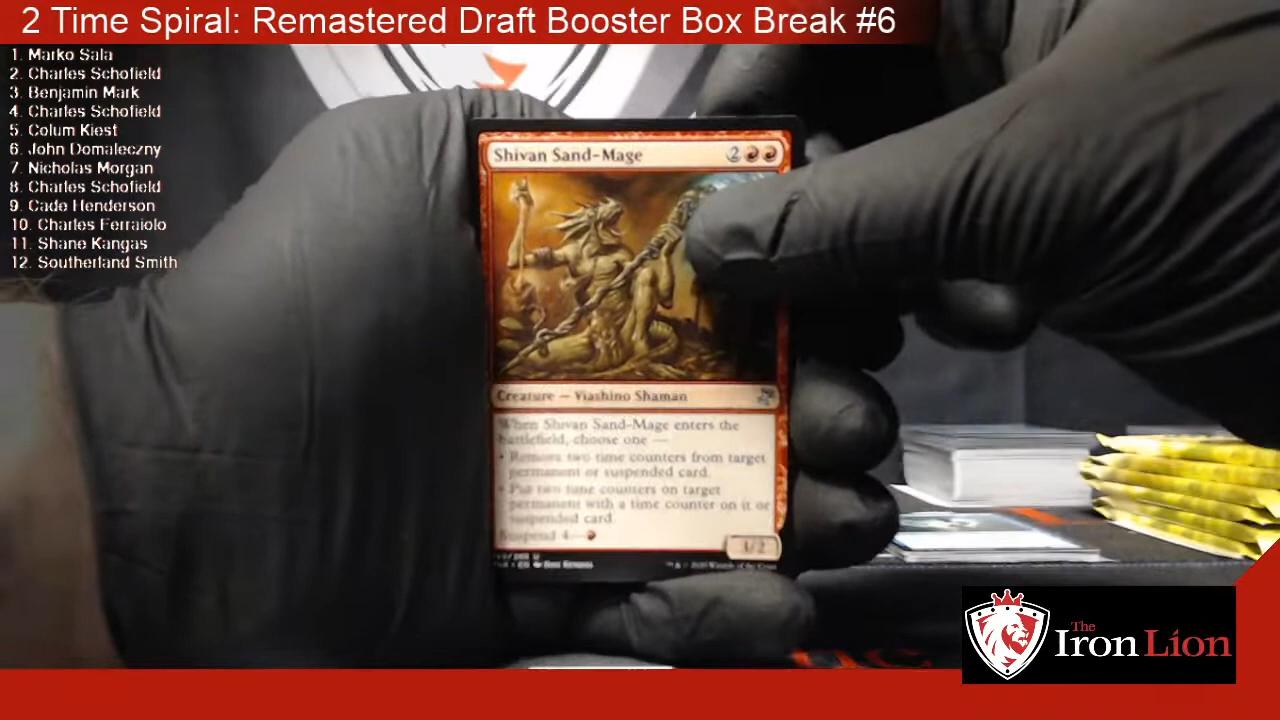 2 Time Spiral: Remastered Draft Booster Box Break #6
1. Marko Sala
2. Charles Schofield
3. Benjamin Mark
4. Charles Schofield
5. Colum Kiest
6. John Domaleczny
7. Nicholas Morgan
8. Charles Schofield
9. Cade Henderson
10. Charles Ferraiolo
11. Shane Kangas
12. Southerland Smith
Shivan Sand-Mage 2
Creature — Viashino Shaman
When Shivan Sand-Mage enters the
battlefield, choose one —
• Remove two time counters from target
permanent or suspended card.
• Put two time counters on target
permanent with a time counter on it or
suspended card.
Suspend 4—
The
Iron Lion